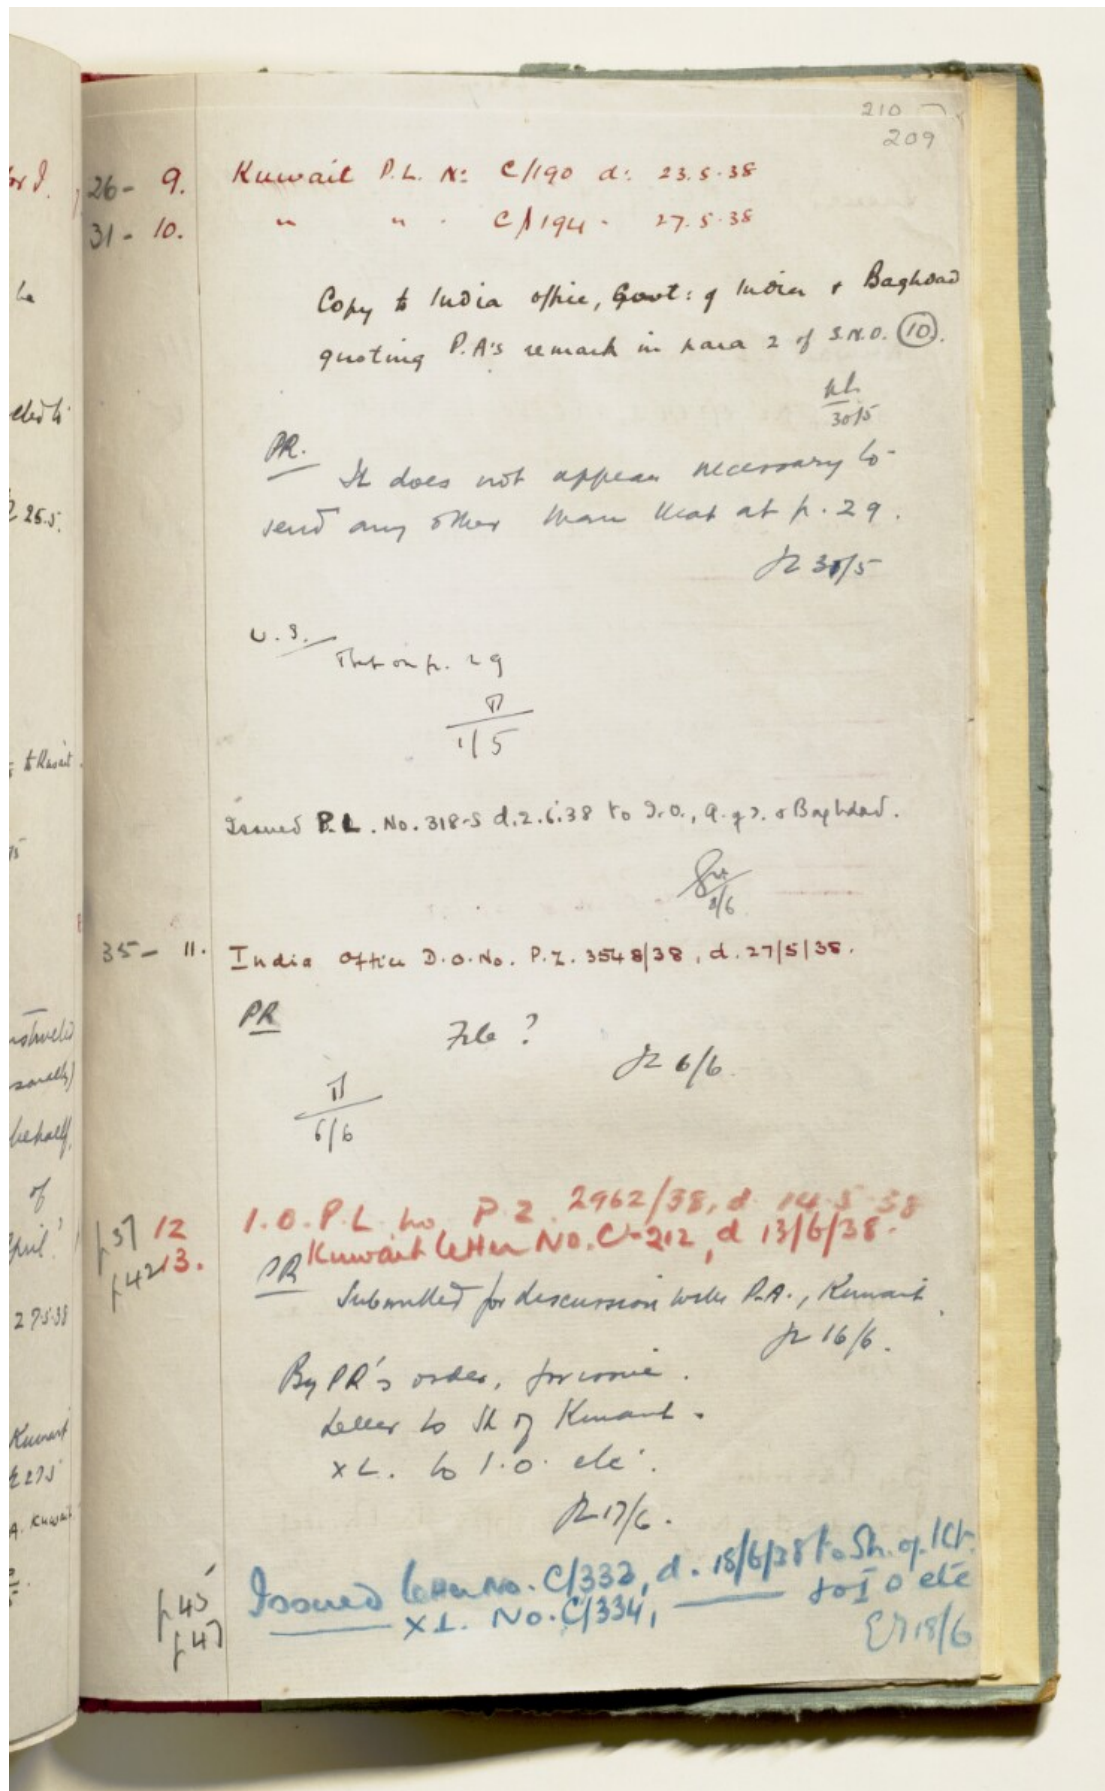 210
209
26- 9. Kuwait P.L. No: C/190 d: 23.5.38
31- 10. " " . C/194 - 27.5.38
Copy to India office, Govt: of India & Baghdad
quoting P.A's remark in para 2 of S.N.O. (10).
30/5
PR.
It does not appear necessary to
send any other than that at p. 29.
30/5
U.S.
That on p. 29
1/5
Issued P.L. No. 318-S d. 2.6.38 to I.O., G. of I. & Baghdad.
2/6
35- 11. India Office D.O. No. P.Z. 3548/38, d. 27/5/38.
PR
File?
6/6.
6/6
p 37 12 I.O. P.L. No. P.Z. 2962/38, d. 14.5.38
p 42 13. Kuwait letter No. C-212, d 13/6/38.
PR
Submitted for discussion with P.A., Kuwait.
16/6.
By PR's order,
Letter to Sh of Kuwait.
X L. to I.O. etc.
17/6.
p 45 Issued letter No. C/333, d. 18/6/38 to Sh. of Kt.
p 47 X L. No. C/334, to I O etc
18/6